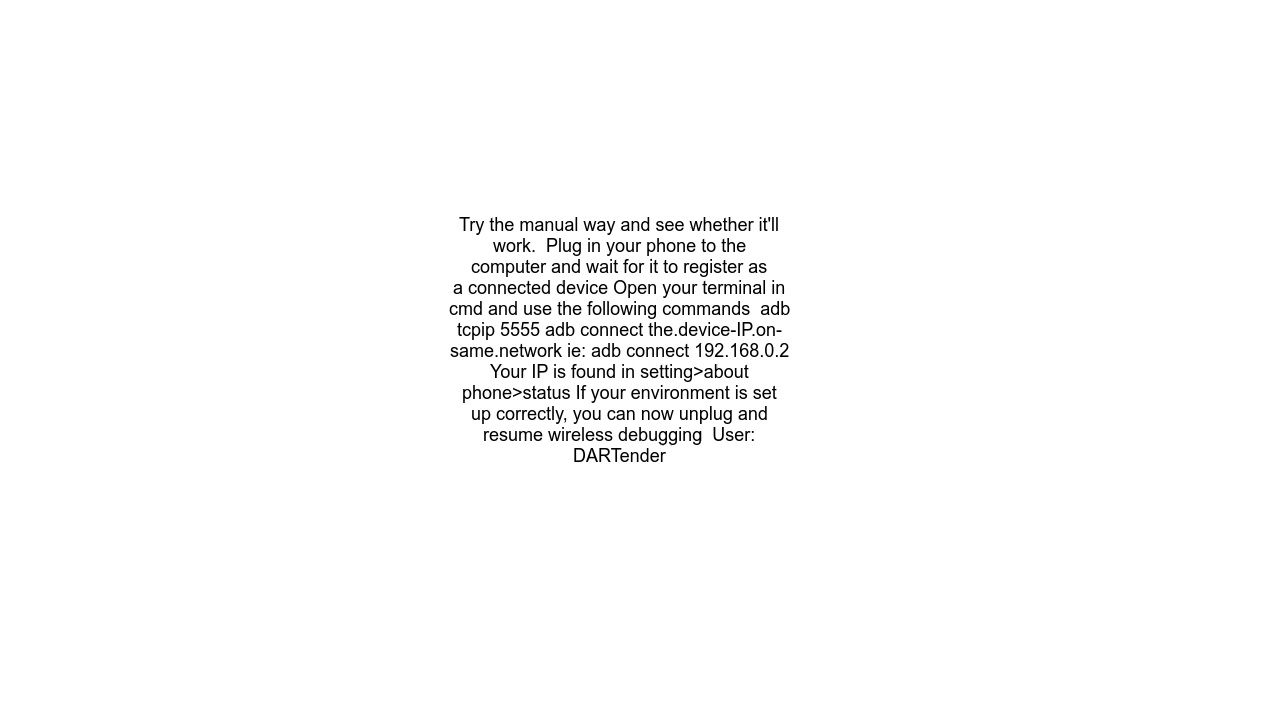 Try the manual way and see whether it'll
work.  Plug in your phone to the
computer and wait for it to register as
a connected device Open your terminal in
cmd and use the following commands  adb
tcpip 5555 adb connect the.device-IP.on-
same.network ie: adb connect 192.168.0.2
Your IP is found in setting>about
phone>status If your environment is set
up correctly, you can now unplug and
resume wireless debugging  User:
DARTender